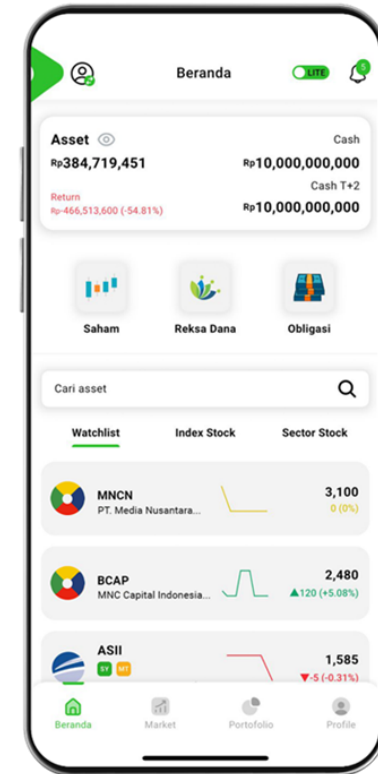 Beranda
LITE
5
Asset
Cash
Rp384,719,451
Rp10,000,000,000
Cash T+2
Return
Rp-466,513,600 (-54.81%)
Rp10,000,000,000
Saham
Reksa Dana
Obligasi
Cari asset
Watchlist
Index Stock
Sector Stock
MNCN
3,100
PT. Media Nusantara...
0 (0%)
BCAP
2,480
MNC Capital Indonesia...
▲120 (+5.08%)
ASII
SY MT
1,585
▼-5 (-0.31%)
Beranda
Market
Portofolio
Profile